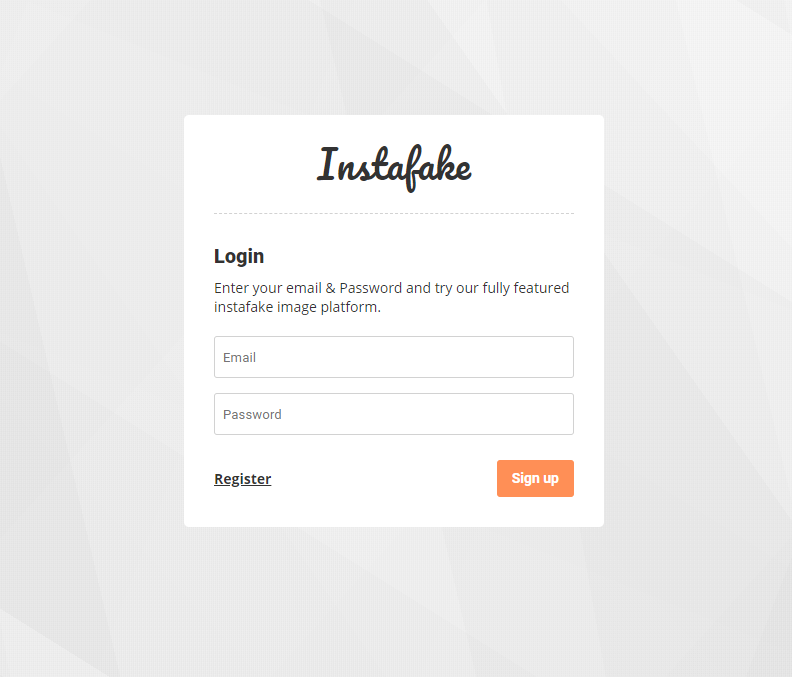 Instafake
Login
Enter your email & Password and try our fully featured
instafake image platform.
Email
Password
Register
Sign up